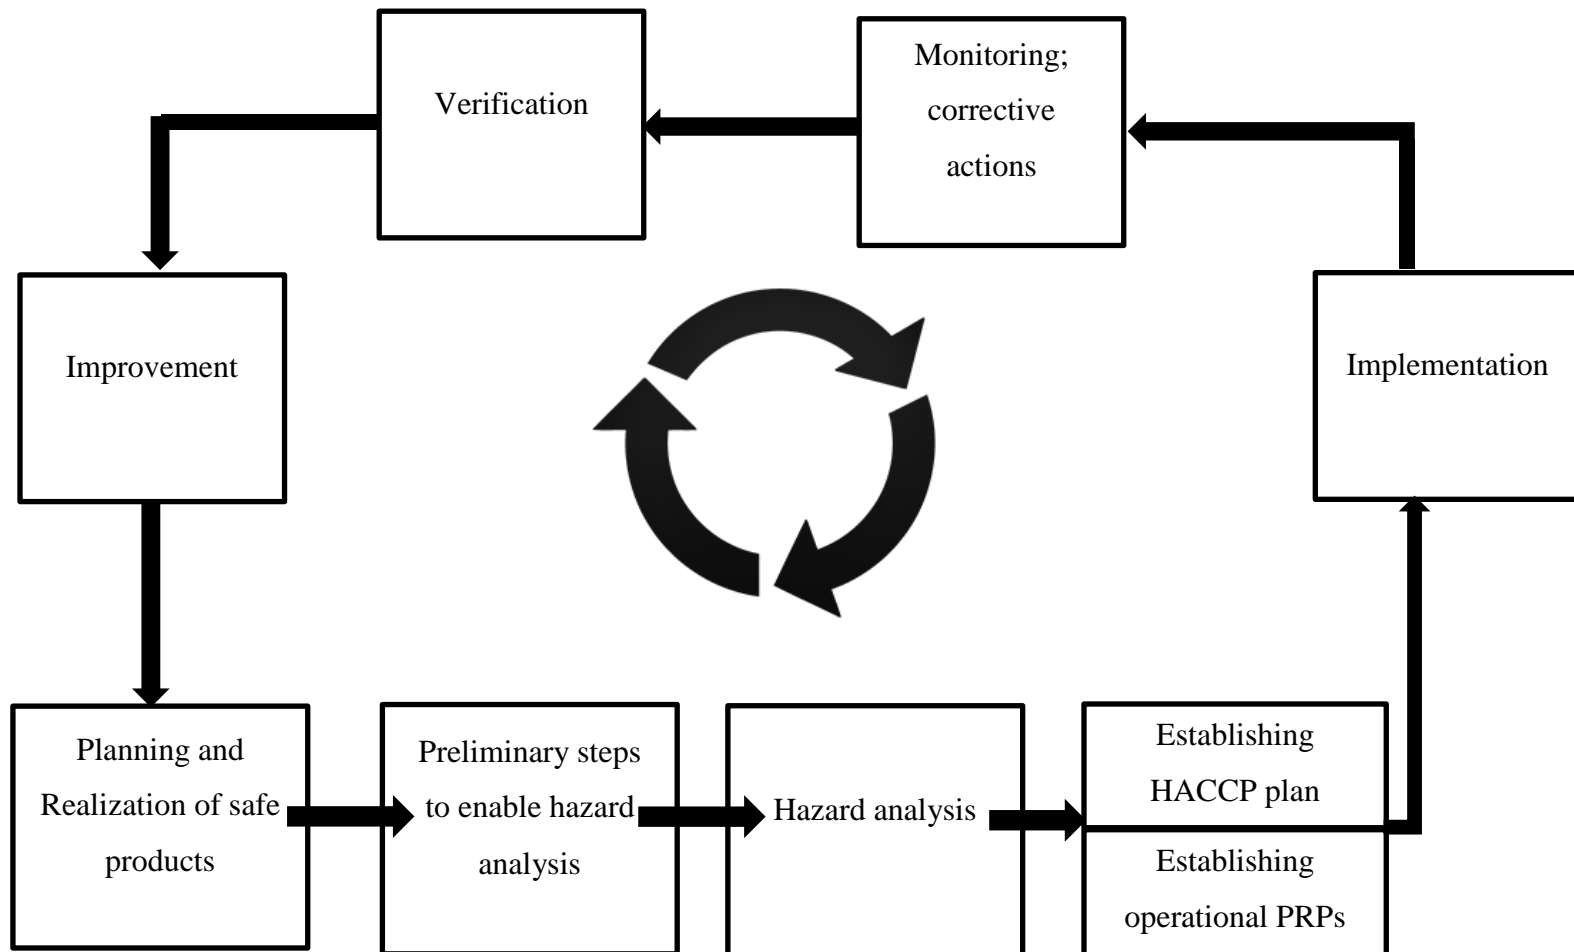 Verification
Monitoring;
corrective
actions
Improvement
Implementation
Planning and
Realization of safe
products
Preliminary steps
to enable hazard
analysis
Hazard analysis
Establishing
HACCP plan
Establishing
operational PRPs